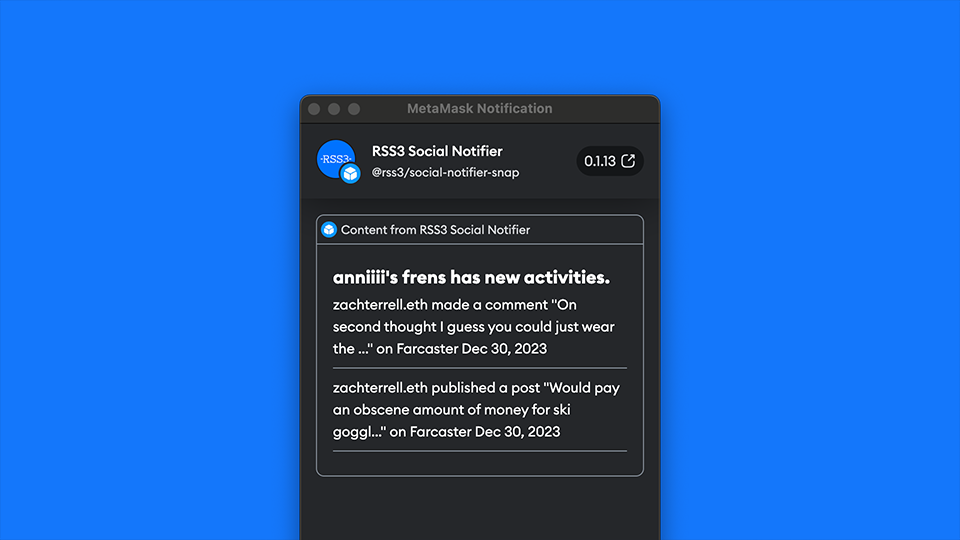 MetaMask Notification
·RSS3·
RSS3 Social Notifier
@rss3/social-notifier-snap
0.1.13
Content from RSS3 Social Notifier
anniiii's frens has new activities.
zachterrell.eth made a comment "On
second thought I guess you could just wear
the ..." on Farcaster Dec 30, 2023
zachterrell.eth published a post "Would pay
an obscene amount of money for ski
goggl..." on Farcaster Dec 30, 2023